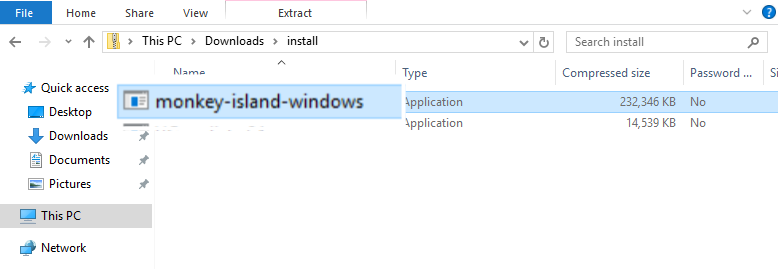 File
Home
Share
View
Extract
This PC > Downloads > install
Search install
Name
Type
Compressed size
Password ...
Si
Quick access
Desktop
Downloads
Documents
Pictures
This PC
Network
monkey-island-windows
Application
232,346 KB
No
Application
14,539 KB
No